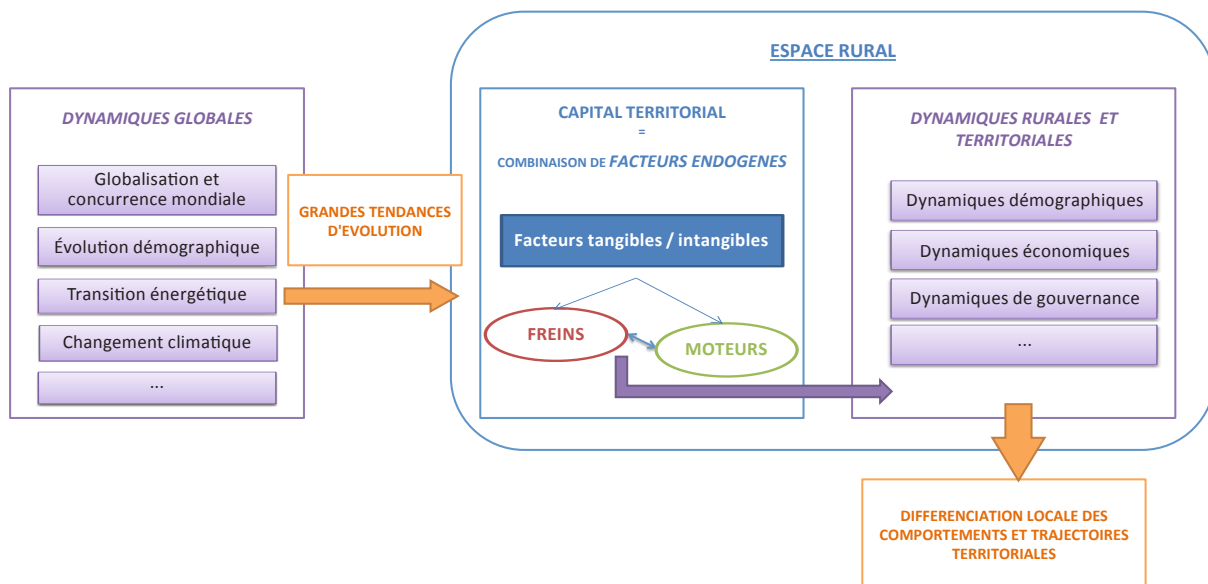 ESPACE RURAL
DYNAMIQUES GLOBALES
Globalisation et
concurrence mondiale
Évolution démographique
Transition énergétique
Changement climatique
...
GRANDES TENDANCES
D'EVOLUTION
CAPITAL TERRITORIAL
=
COMBINAISON DE FACTEURS ENDOGENES
Facteurs tangibles / intangibles
FREINS
MOTEURS
DYNAMIQUES RURALES ET
TERRITORIALES
Dynamiques démographiques
Dynamiques économiques
Dynamiques de gouvernance
...
DIFFERENCIATION LOCALE DES
COMPORTEMENTS ET TRAJECTOIRES
TERRITORIALES